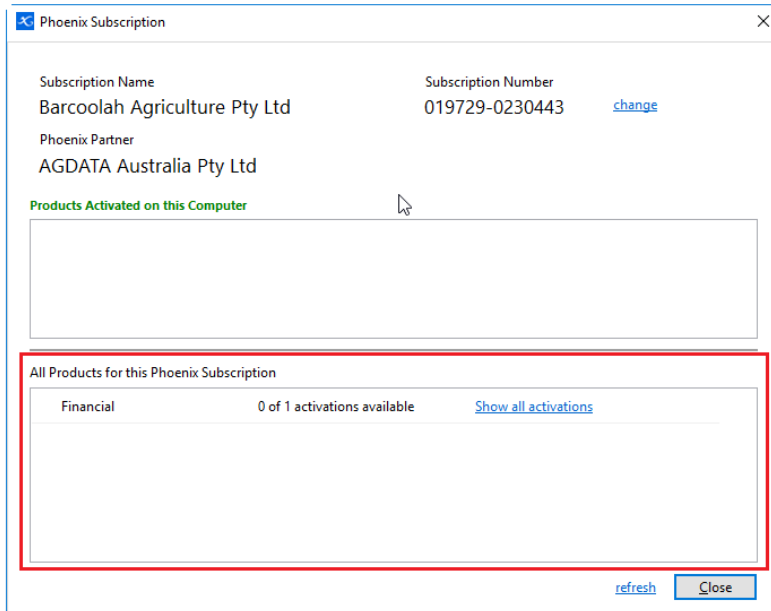 Phoenix Subscription
Subscription Name
Subscription Number
Barcoolah Agriculture Pty Ltd
019729-0230443
change
Phoenix Partner
AGDATA Australia Pty Ltd
Products Activated on this Computer
All Products for this Phoenix Subscription
Financial
0 of 1 activations available
Show all activations
refresh
Close